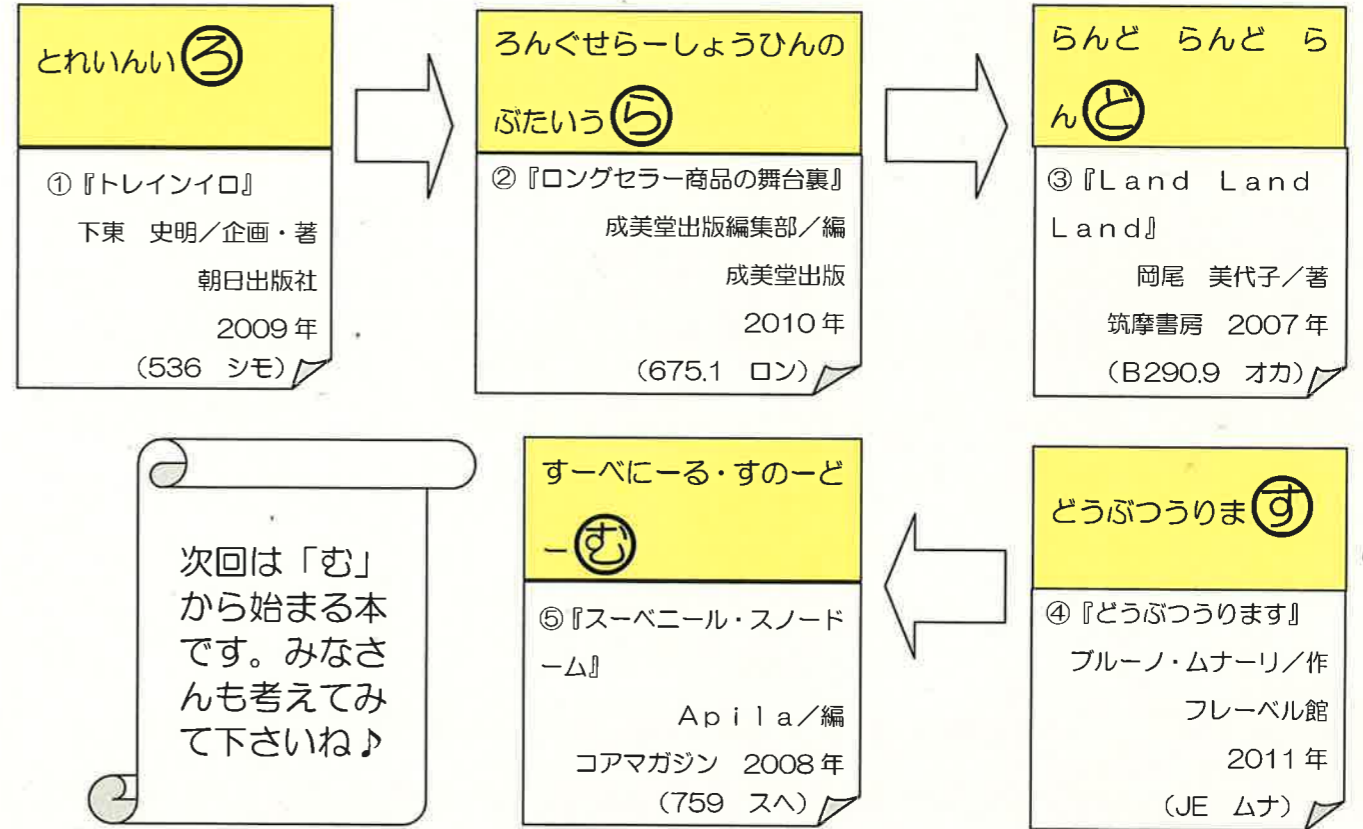 とれいんいろ
①『トレインイロ』
下東　史明／企画・著
朝日出版社
2009年
（536　シモ）
ろんぐせらーしょうひんの
ぶたいうら
②『ロングセラー商品の舞台裏』
成美堂出版編集部／編
成美堂出版
2010年
（675.1　ロン）
らんど　らんど　ら
んど
③『Ｌａｎｄ　Ｌａｎｄ
Ｌａｎｄ』
岡尾　美代子／著
筑摩書房　2007年
（B290.9　オカ）
どうぶつうります
④『どうぶつうります』
ブルーノ・ムナーリ／作
フレーベル館
2011年
（JE　ムナ）
すーべにーる・すのーど
ーむ
⑤『スーベニール・スノード
ーム』
Ａｐｉｌａ／編
コアマガジン　2008年
（759　スベ）
次回は「む」
から始まる本
です。みなさ
んも考えてみ
て下さいね♪